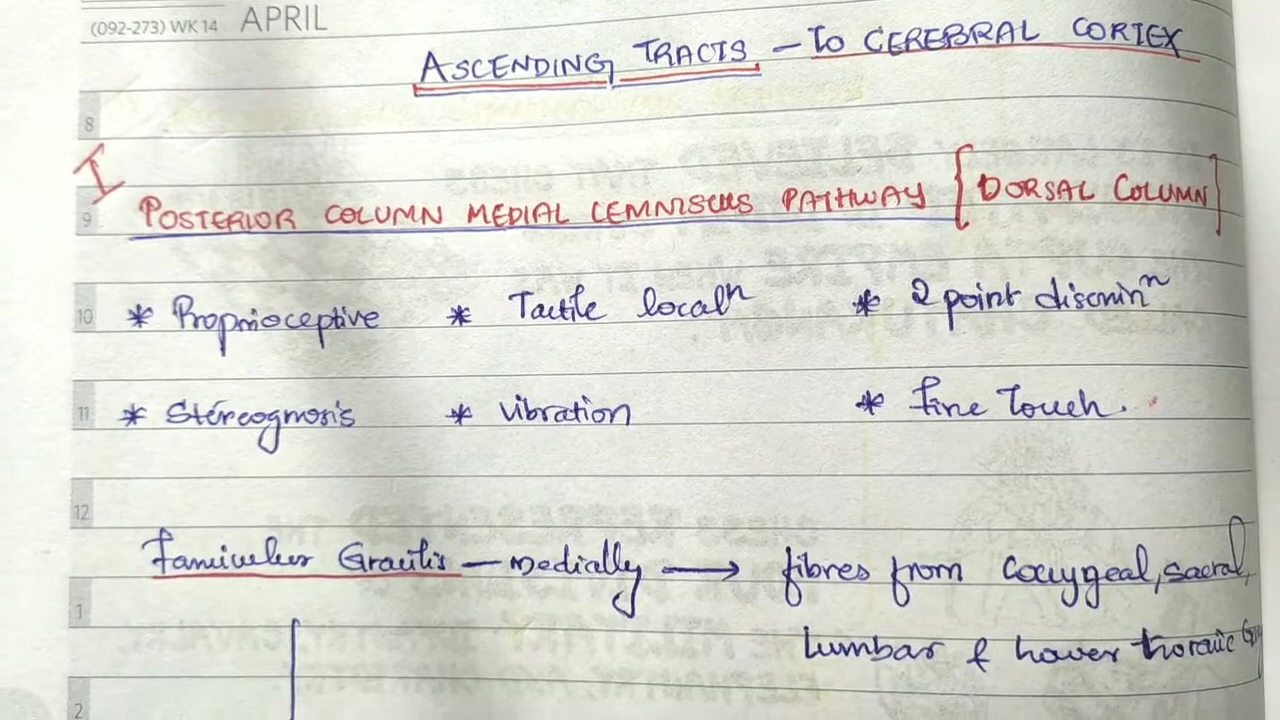 (092-273) WK 14 APRIL
ASCENDING TRACTS – To CEREBRAL CORTEX
8
I
9 POSTERIOR COLUMN MEDIAL LEMNISCUS PATHWAY [DORSAL COLUMN]
10 * Proprioceptive * Tactile localⁿ * 2 point discriminⁿ
11 * Stereognosis * Vibration * Fine Touch.
12
Faniculus Gracilis — medially → fibres from Coccygeal, sacral,
1
lumbar & lower thoracic
2